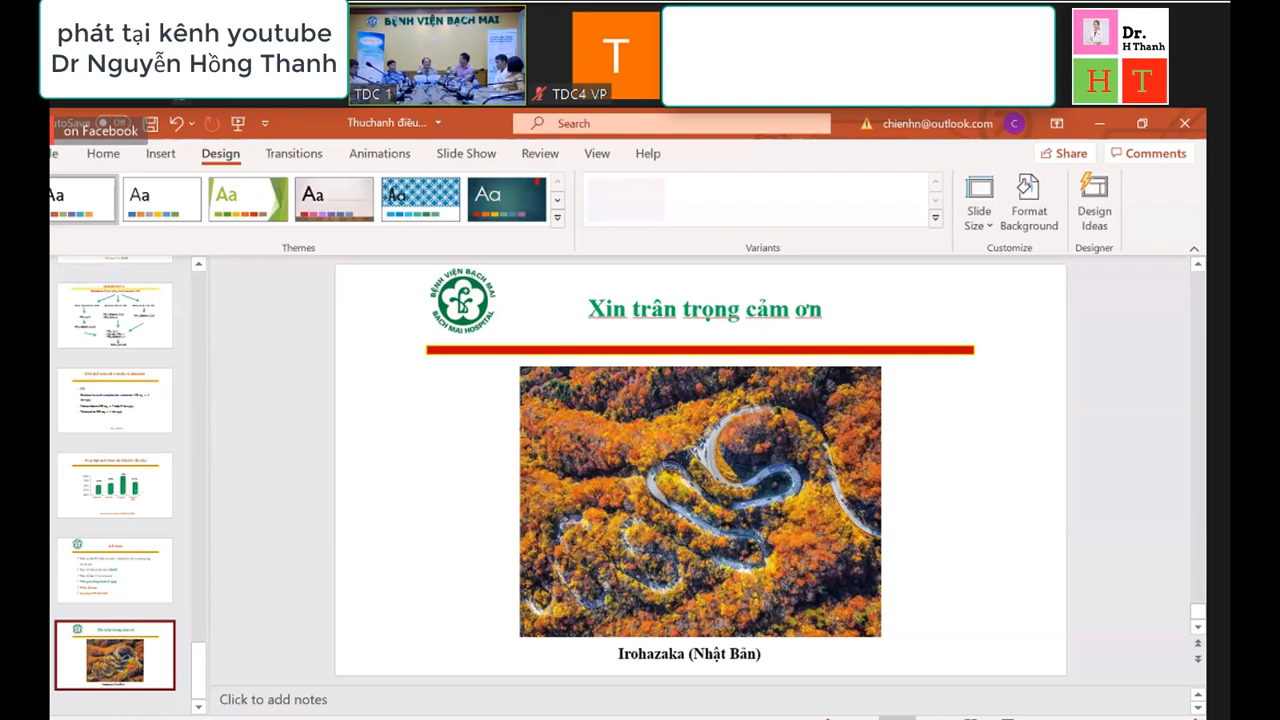 phát tại kênh youtube
Dr Nguyễn Hồng Thanh
BỆNH VIỆN BẠCH MAI
TDC 1
T
TDC4 VP
Dr.
H Thanh
H T
on Facebook
Thuchanh điều...
Search
chienhn@outlook.com
C
Home Insert Design Transitions Animations Slide Show Review View Help
Share Comments
Aa Aa Aa Aa Aa Aa
Slide
Size
Format
Background
Design
Ideas
Themes Variants Customize Designer
BỆNH VIỆN BẠCH MAI
BACH MAI HOSPITAL
Xin trân trọng cảm ơn
Irohazaka (Nhật Bản)
Click to add notes